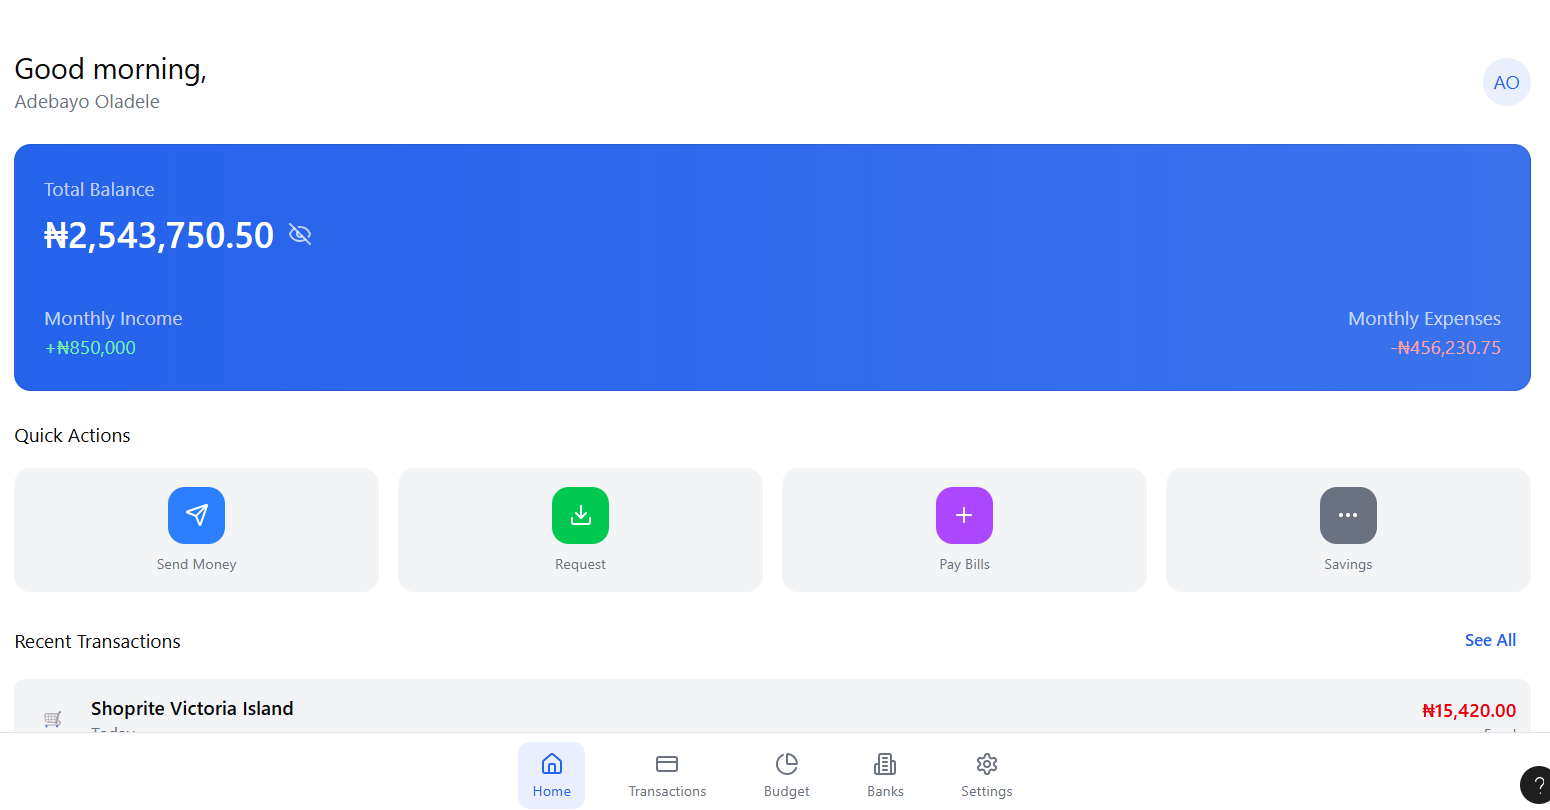 Good morning,
Adebayo Oladele
AO
Total Balance
₦2,543,750.50
Monthly Income
Monthly Expenses
+₦850,000
-₦456,230.75
Quick Actions
Send Money
Request
Pay Bills
Savings
Recent Transactions
See All
Shoprite Victoria Island
₦15,420.00
Today
Home
Transactions
Budget
Banks
Settings
?